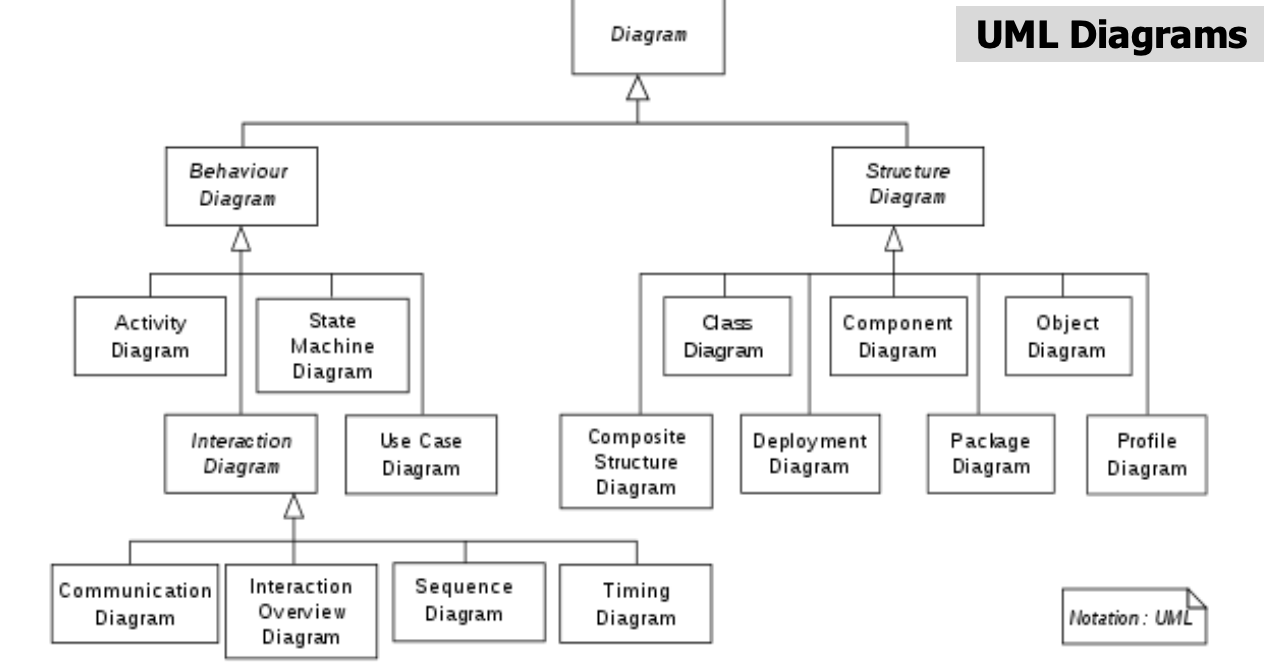 UML Diagrams
Diagram
Behaviour
Diagram
Structure
Diagram
Activity
Diagram
State
Machine
Diagram
Class
Diagram
Component
Diagram
Object
Diagram
Interaction
Diagram
Use Case
Diagram
Composite
Structure
Diagram
Deployment
Diagram
Package
Diagram
Profile
Diagram
Communication
Diagram
Interaction
Overview
Diagram
Sequence
Diagram
Timing
Diagram
Notation: UML